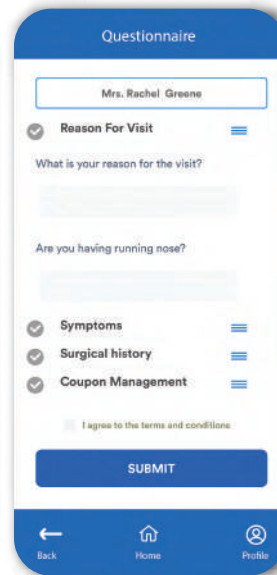 Questionnaire
Mrs. Rachel Greene
Reason For Visit
What is your reason for the visit?
Are you having running nose?
Symptoms
Surgical history
Coupon Management
I agree to the terms and conditions
SUBMIT
Back Home Profile